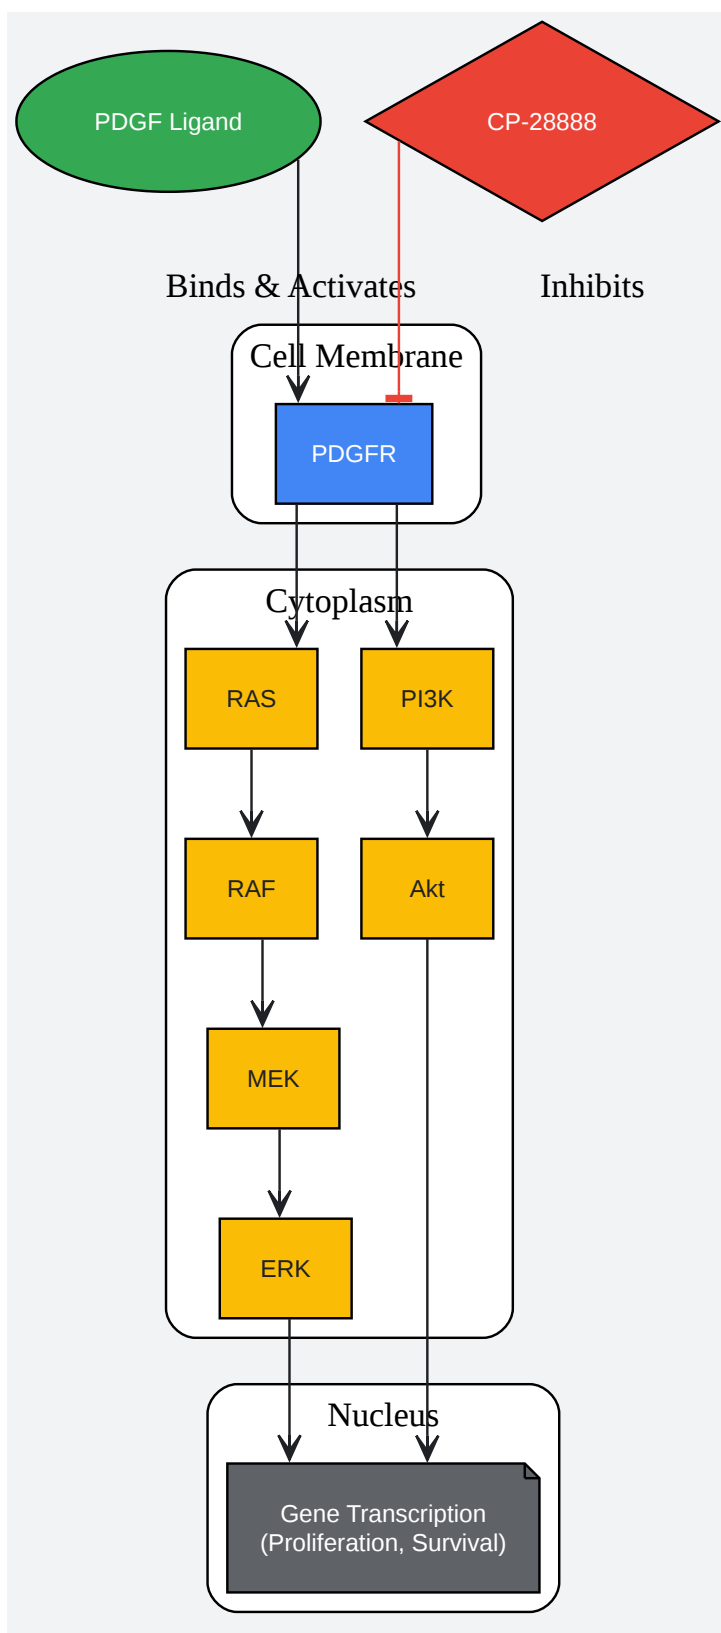 PDGF Ligand
CP-28888
Binds & Activates
Inhibits
Cell Membrane
PDGFR
Cytoplasm
RAS
PI3K
RAF
Akt
MEK
ERK
Nucleus
Gene Transcription
(Proliferation, Survival)